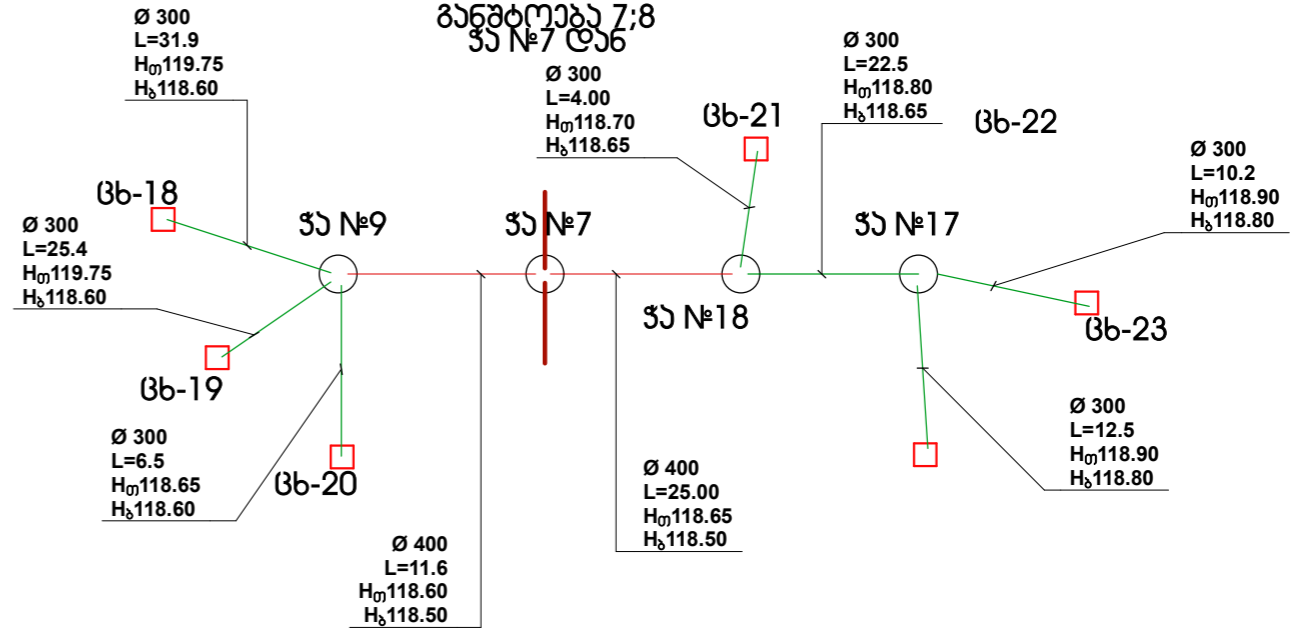 განშტოება 7;8
ჭა №7 დან
Ø 300
L=31.9
Hთ119.75
Hბ118.60
Ø 300
L=4.00
Hთ118.70
Hბ118.65
Ø 300
L=22.5
Hთ118.80
Hბ118.65
ცხ-21
ცხ-22
Ø 300
L=10.2
Hთ118.90
Hბ118.80
ცხ-18
Ø 300
L=25.4
Hთ119.75
Hბ118.60
ჭა №9
ჭა №7
ჭა №17
ჭა №18
ცხ-23
ცხ-19
Ø 300
L=6.5
Hთ118.65
Hბ118.60
ცხ-20
Ø 400
L=11.6
Hთ118.60
Hბ118.50
Ø 400
L=25.00
Hთ118.65
Hბ118.50
Ø 300
L=12.5
Hთ118.90
Hბ118.80